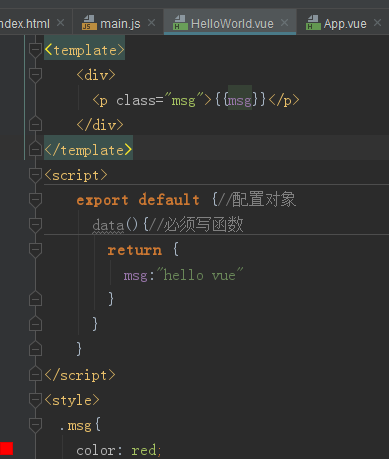 index.html × main.js × HelloWorld.vue × App.vue
<template>
<div>
<p class="msg">{{msg}}</p>
</div>
</template>
<script>
export default {//配置对象
data(){//必须写函数
return {
msg:"hello vue"
}
}
}
</script>
<style>
.msg{
color: red;